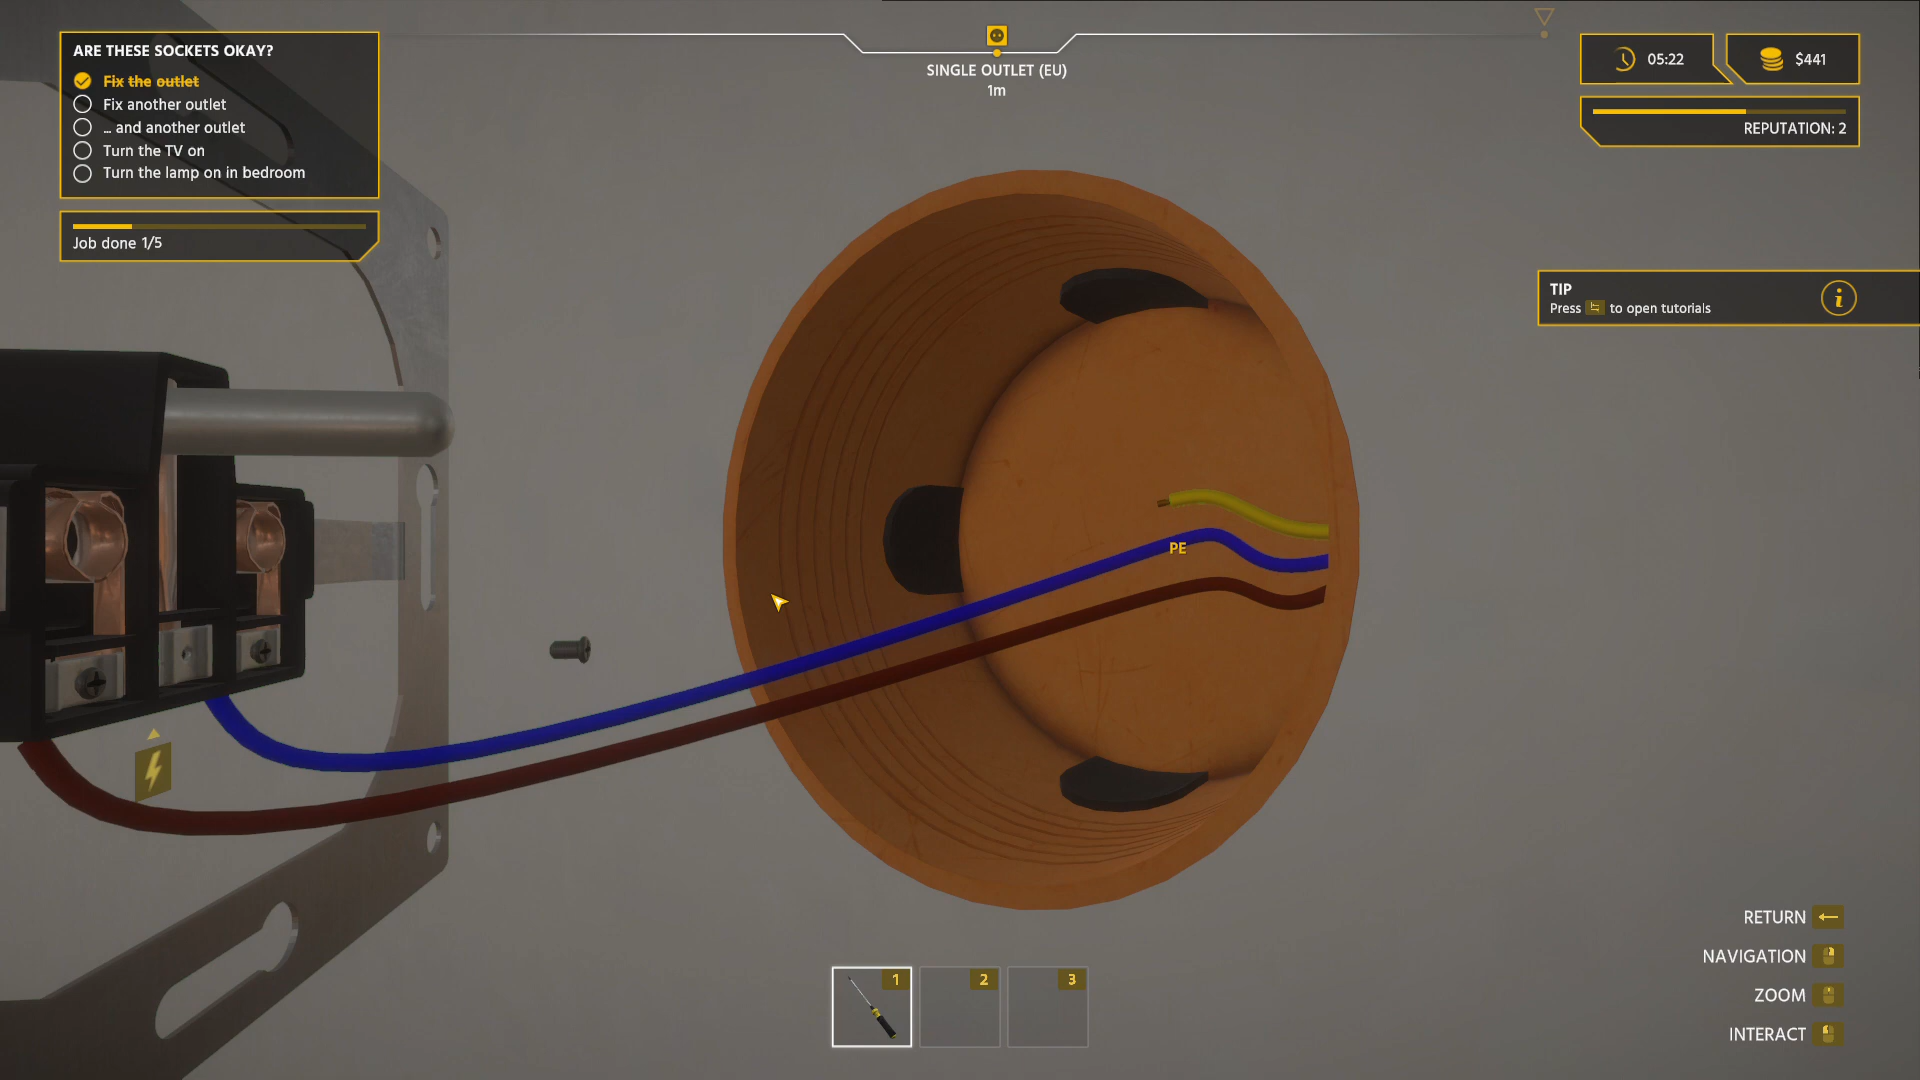 ARE THESE SOCKETS OKAY?
Fix the outlet
Fix another outlet
... and another outlet
Turn the TV on
Turn the lamp on in bedroom
Job done 1/5
SINGLE OUTLET (EU)
1m
05:22
$441
REPUTATION: 2
TIP
Press to open tutorials
PE
1
2
3
RETURN
NAVIGATION
ZOOM
INTERACT